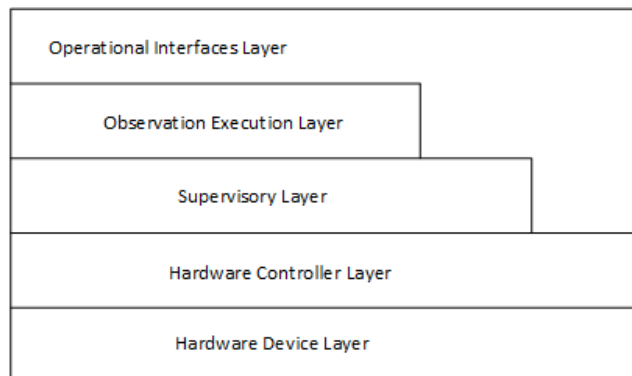 Operational Interfaces Layer
Observation Execution Layer
Supervisory Layer
Hardware Controller Layer
Hardware Device Layer